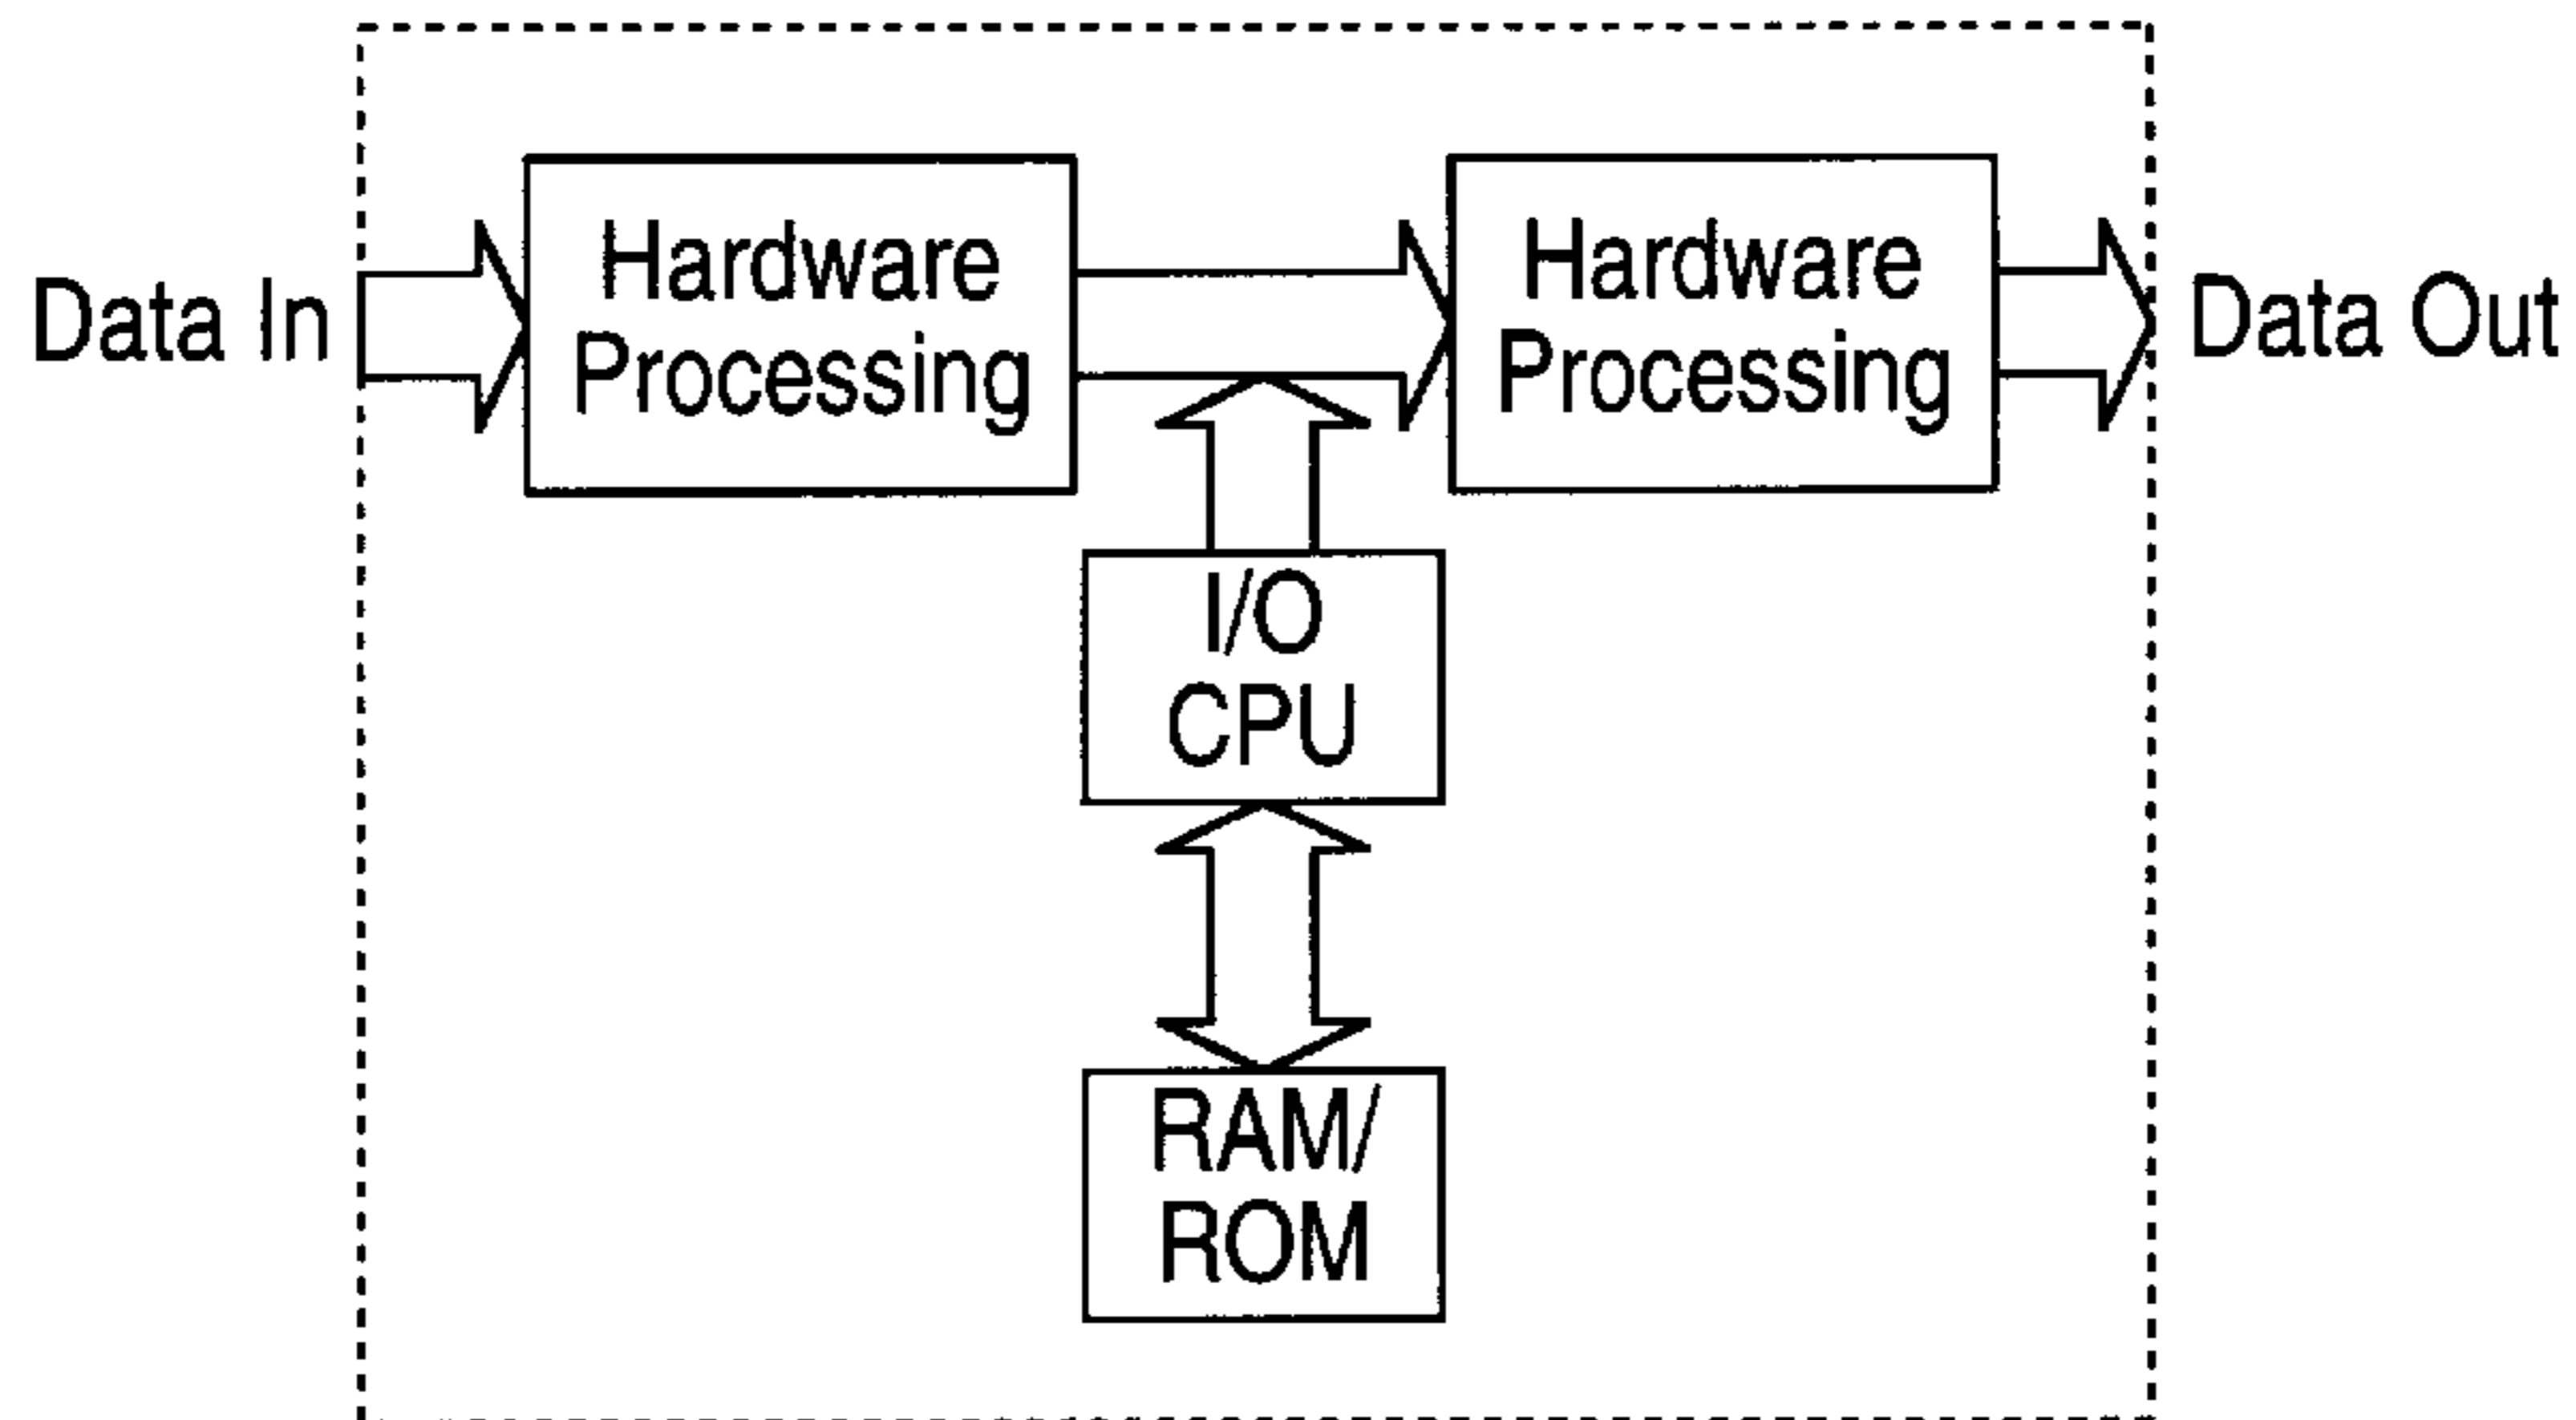 Data In
Hardware
Processing
Hardware
Processing
Data Out
I/O
CPU
RAM/
ROM